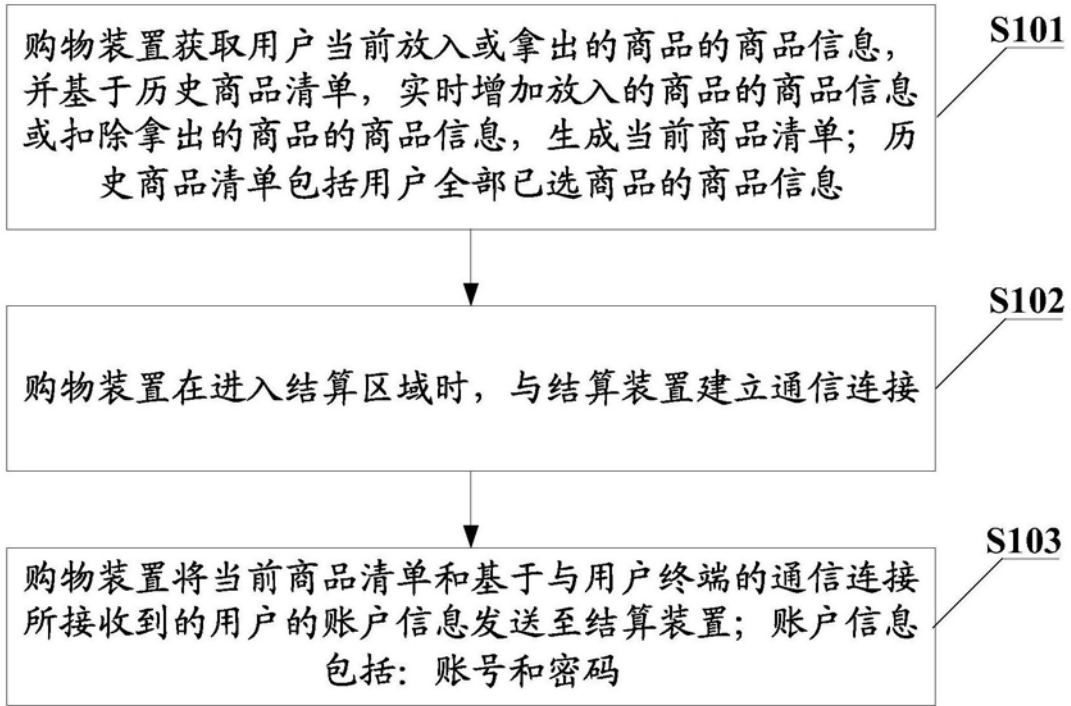 购物装置获取用户当前放入或拿出的商品的商品信息，
并基于历史商品清单，实时增加放入的商品的商品信息
或扣除拿出的商品的商品信息，生成当前商品清单；历
史商品清单包括用户全部已选商品的商品信息
S101
购物装置在进入结算区域时，与结算装置建立通信连接
S102
购物装置将当前商品清单和基于与用户终端的通信连接
所接收到的用户的账户信息发送至结算装置；账户信息
包括：账号和密码
S103